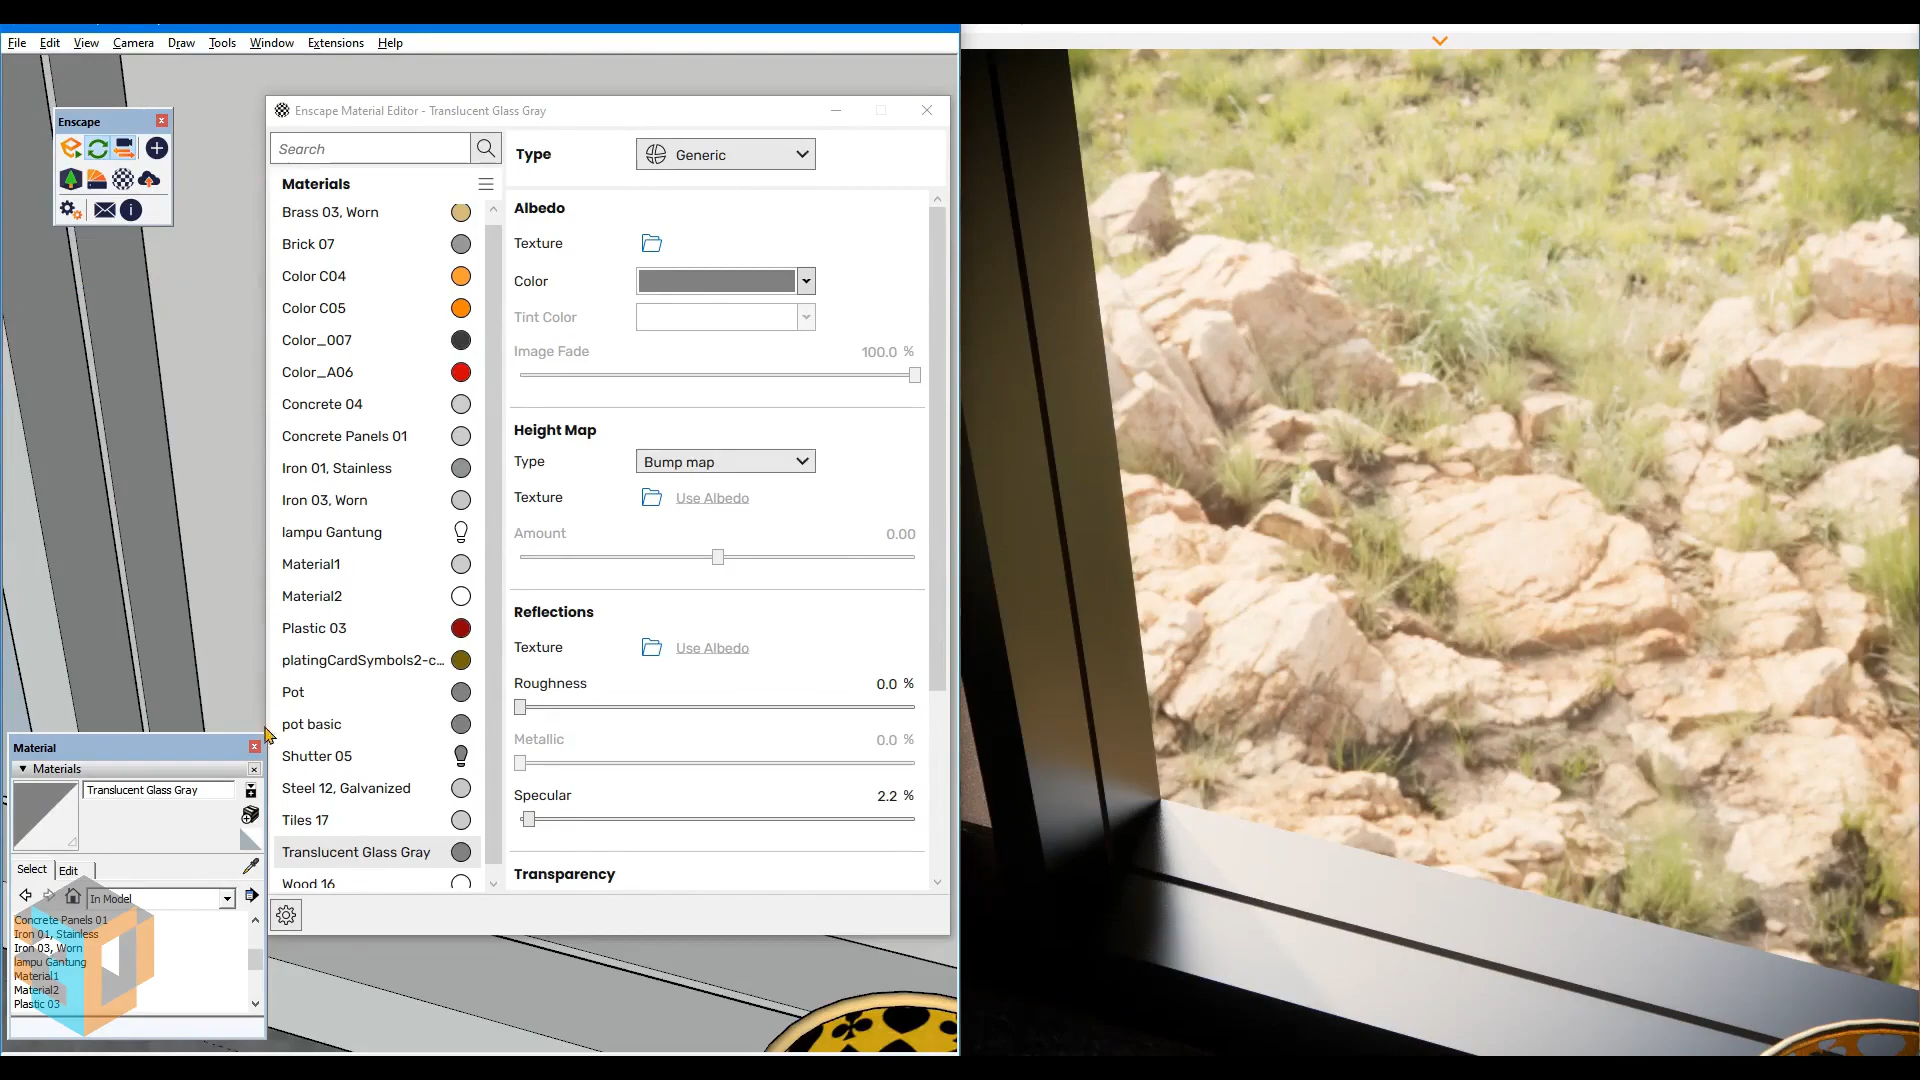 File Edit View Camera Draw Tools Window Extensions Help
Enscape
Enscape Material Editor - Translucent Glass Gray
Search
Materials
Brass 03, Worn
Brick 07
Color C04
Color C05
Color_007
Color_A06
Concrete 04
Concrete Panels 01
Iron 01, Stainless
Iron 03, Worn
lampu Gantung
Material1
Material2
Plastic 03
platingCardSymbols2-c...
Pot
pot basic
Shutter 05
Steel 12, Galvanized
Tiles 17
Translucent Glass Gray
Wood 16
Type Generic
Albedo
Texture
Color
Tint Color
Image Fade 100.0 %
Height Map
Type Bump map
Texture Use Albedo
Amount 0.00
Reflections
Texture Use Albedo
Roughness 0.0 %
Metallic 0.0 %
Specular 2.2 %
Transparency
Material
Materials
Translucent Glass Gray
Select Edit
In Model
Concrete Panels 01
Iron 01, Stainless
Iron 03, Worn
lampu Gantung
Material1
Material2
Plastic 03